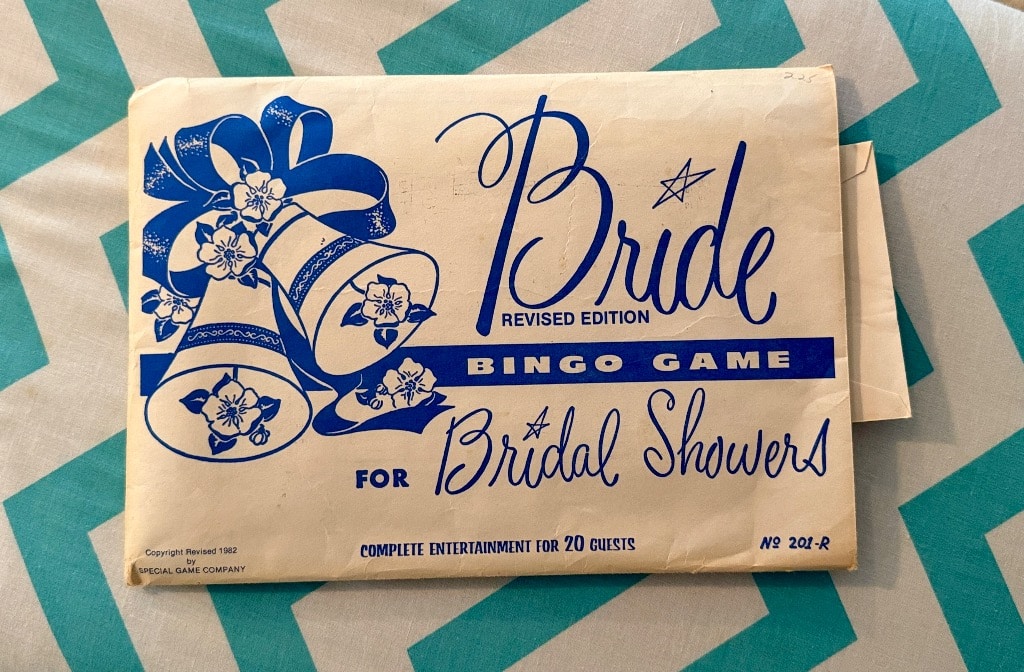 Bride
REVISED EDITION
BINGO GAME
FOR Bridal Showers
COMPLETE ENTERTAINMENT FOR 20 GUESTS
Nº 201-R
Copyright Revised 1982
by
SPECIAL GAME COMPANY